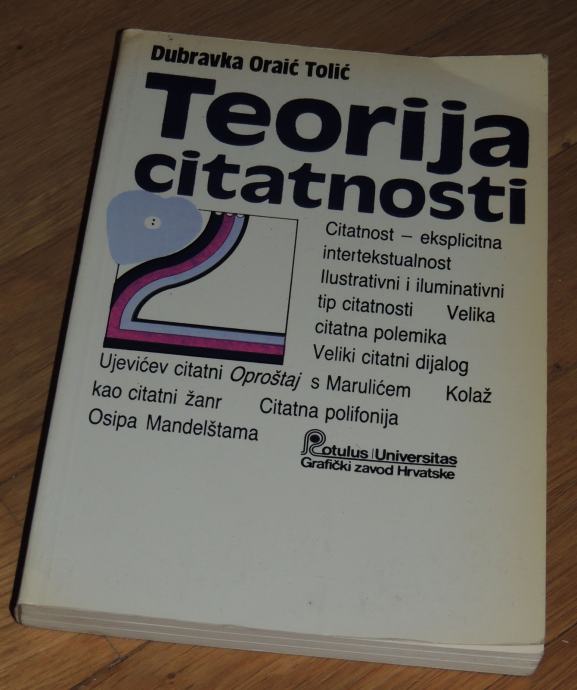 Dubravka Oraić Tolić
Teorija
citatnosti
Citatnost – eksplicitna
intertekstualnost
Ilustrativni i iluminativni
tip citatnosti Velika
citatna polemika
Veliki citatni dijalog
Ujevićev citatni Oproštaj s Marulićem Kolaž
kao citatni žanr Citatna polifonija
Osipa Mandelštama
Rotulus/Universitas
Grafički zavod Hrvatske